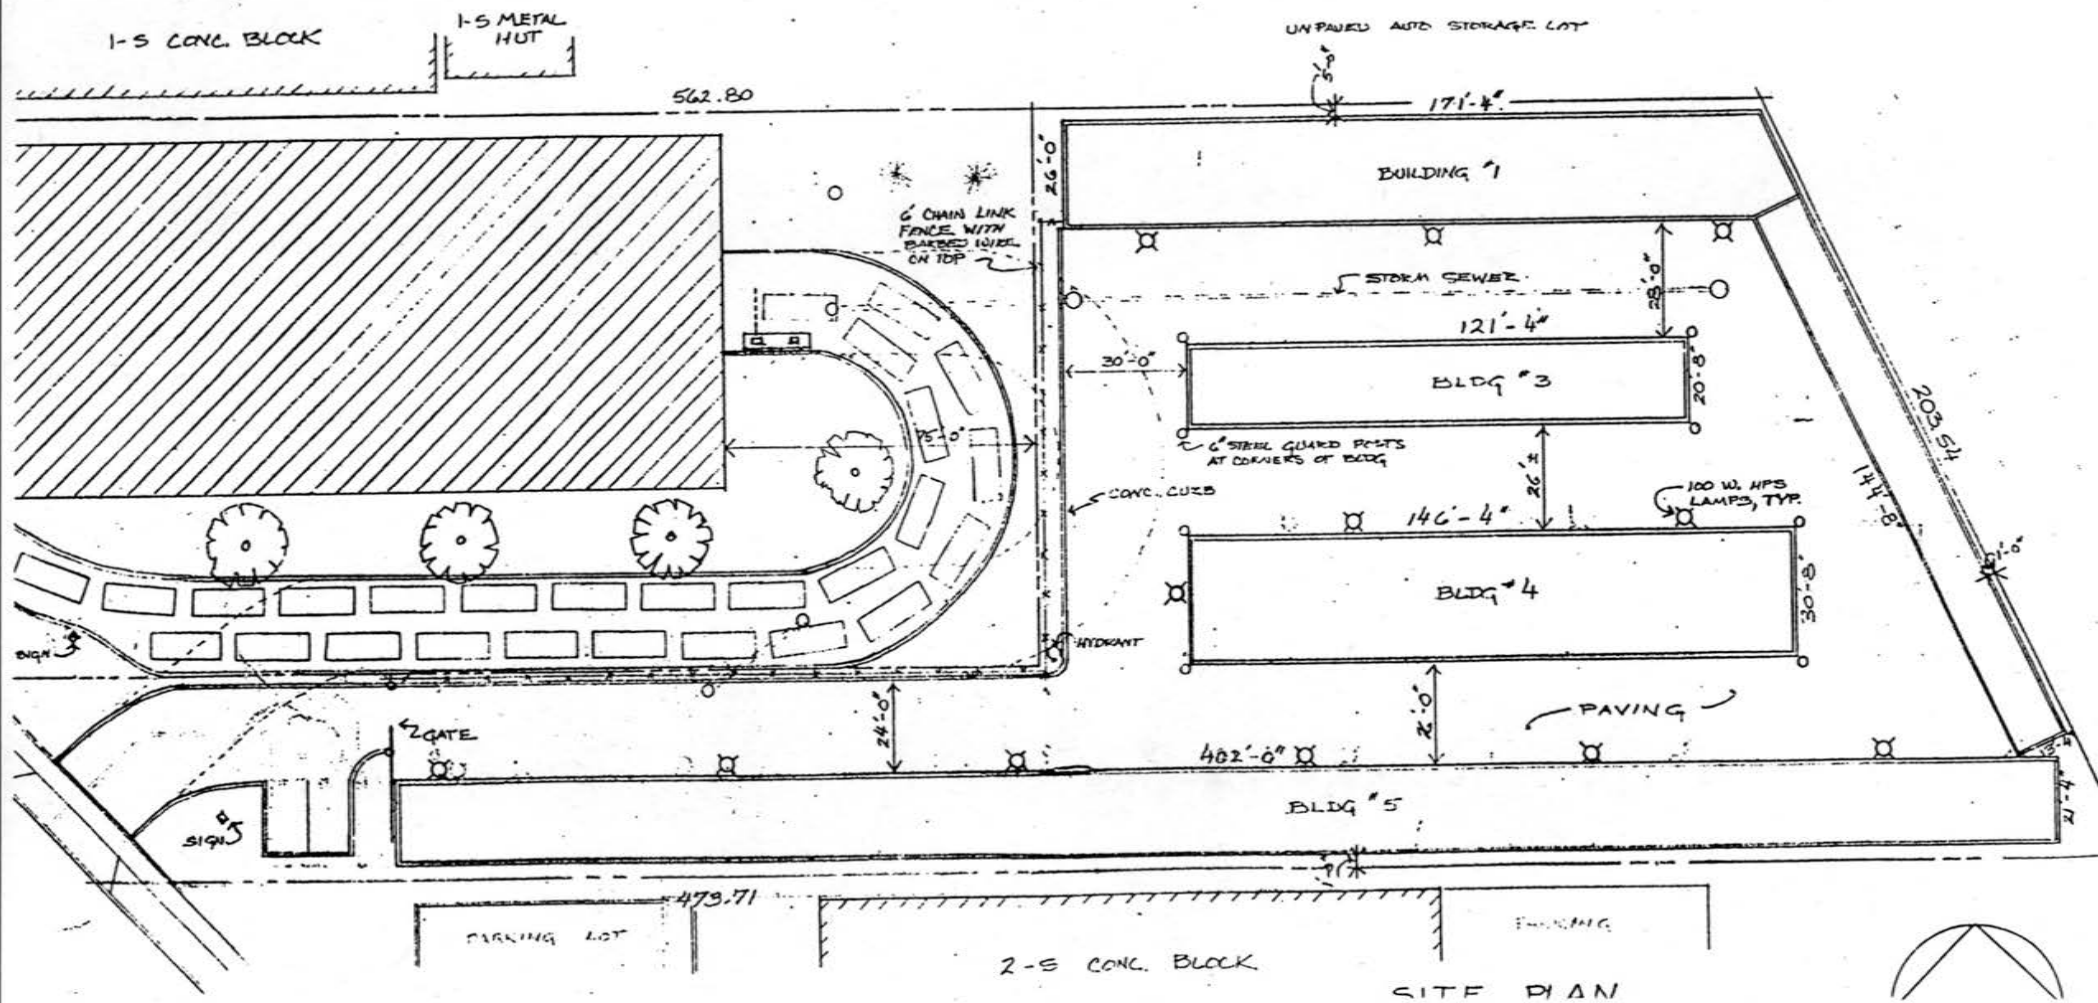 1-S CONC. BLOCK
1-S METAL
HUT
UNPAVED AUTO STORAGE LOT
5'-0"
562.80
171'-4"
26'-0"
BUILDING #1
6' CHAIN LINK
FENCE WITH
BARBED WIRE
ON TOP
STORM SEWER
28'-0"
121'-4"
30'-0"
BLDG #3
20'-8"
203.54
6" STEEL GUARD POSTS
AT CORNERS OF BLDG
26'±
CONC. CURB
146'-4"
100 W. HPS
LAMPS, TYP.
144'-8"
BLDG #4
30'-8"
SIGN
HYDRANT
24'-0"
PAVING
GATE
402'-0"
BLDG #5
21'-4"
SIGN
473.71
PARKING LOT
2-S CONC. BLOCK
PARKING
SITE PLAN